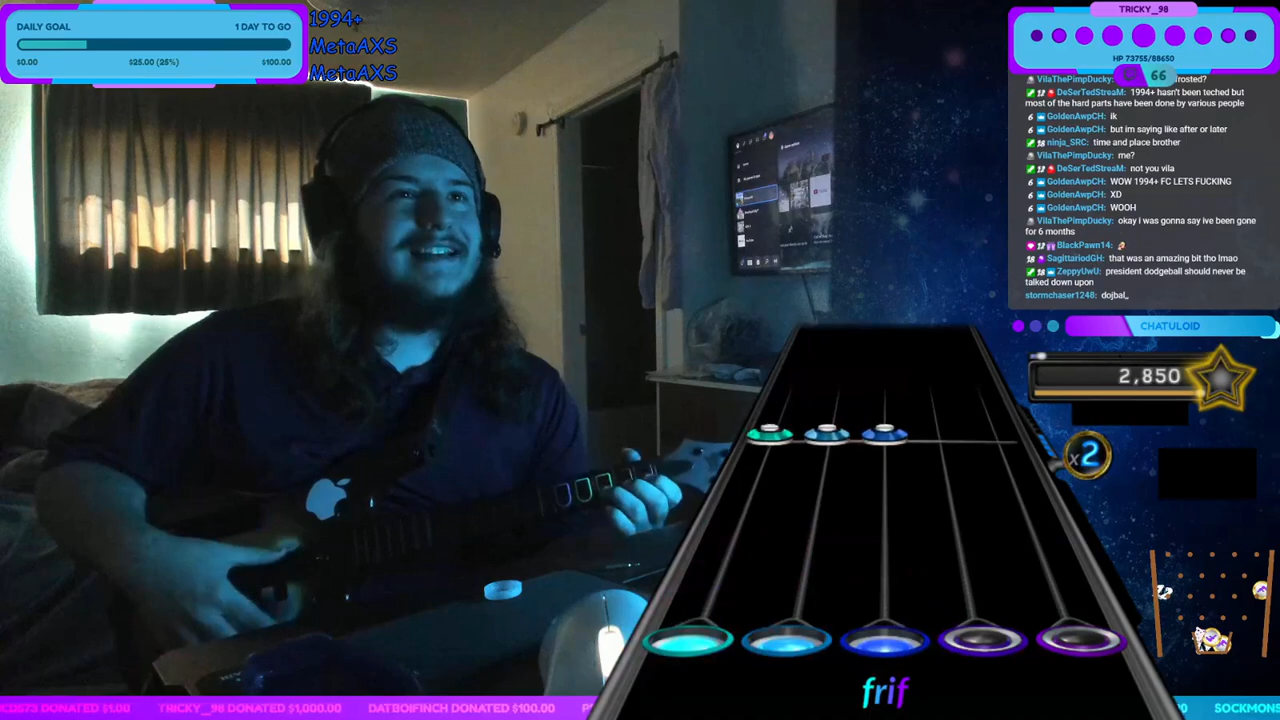 DAILY GOAL
1 DAY TO GO
$0.00
$25.00 (25%)
$100.00
1994+
MetaAXS
MetaAXS
TRICKY_98
HP 73755/88650
66
VilaThePimpDucky:
DeSerTedStreaM: 1994+ hasn't been teched but
most of the hard parts have been done by various people
GoldenAwpCH: ik
GoldenAwpCH: but im saying like after or later
ninja_SRC: time and place brother
VilaThePimpDucky: me?
DeSerTedStreaM: not you vila
GoldenAwpCH: WOW 1994+ FC LETS FUCKING
GoldenAwpCH: XD
GoldenAwpCH: WOOH
VilaThePimpDucky: okay i was gonna say ive been gone
for 6 months
BlackPawn14:
SagittariodGH: that was an amazing bit tho lmao
ZeppyUwU: president dodgeball should never be
talked down upon
stormchaser1248: dojbal,,
CHATULOID
2,850
x2
frif
DONATED $1.00
TRICKY_98 DONATED $1,000.00
DATBOIFINCH DONATED $100.00
SOCKMONS